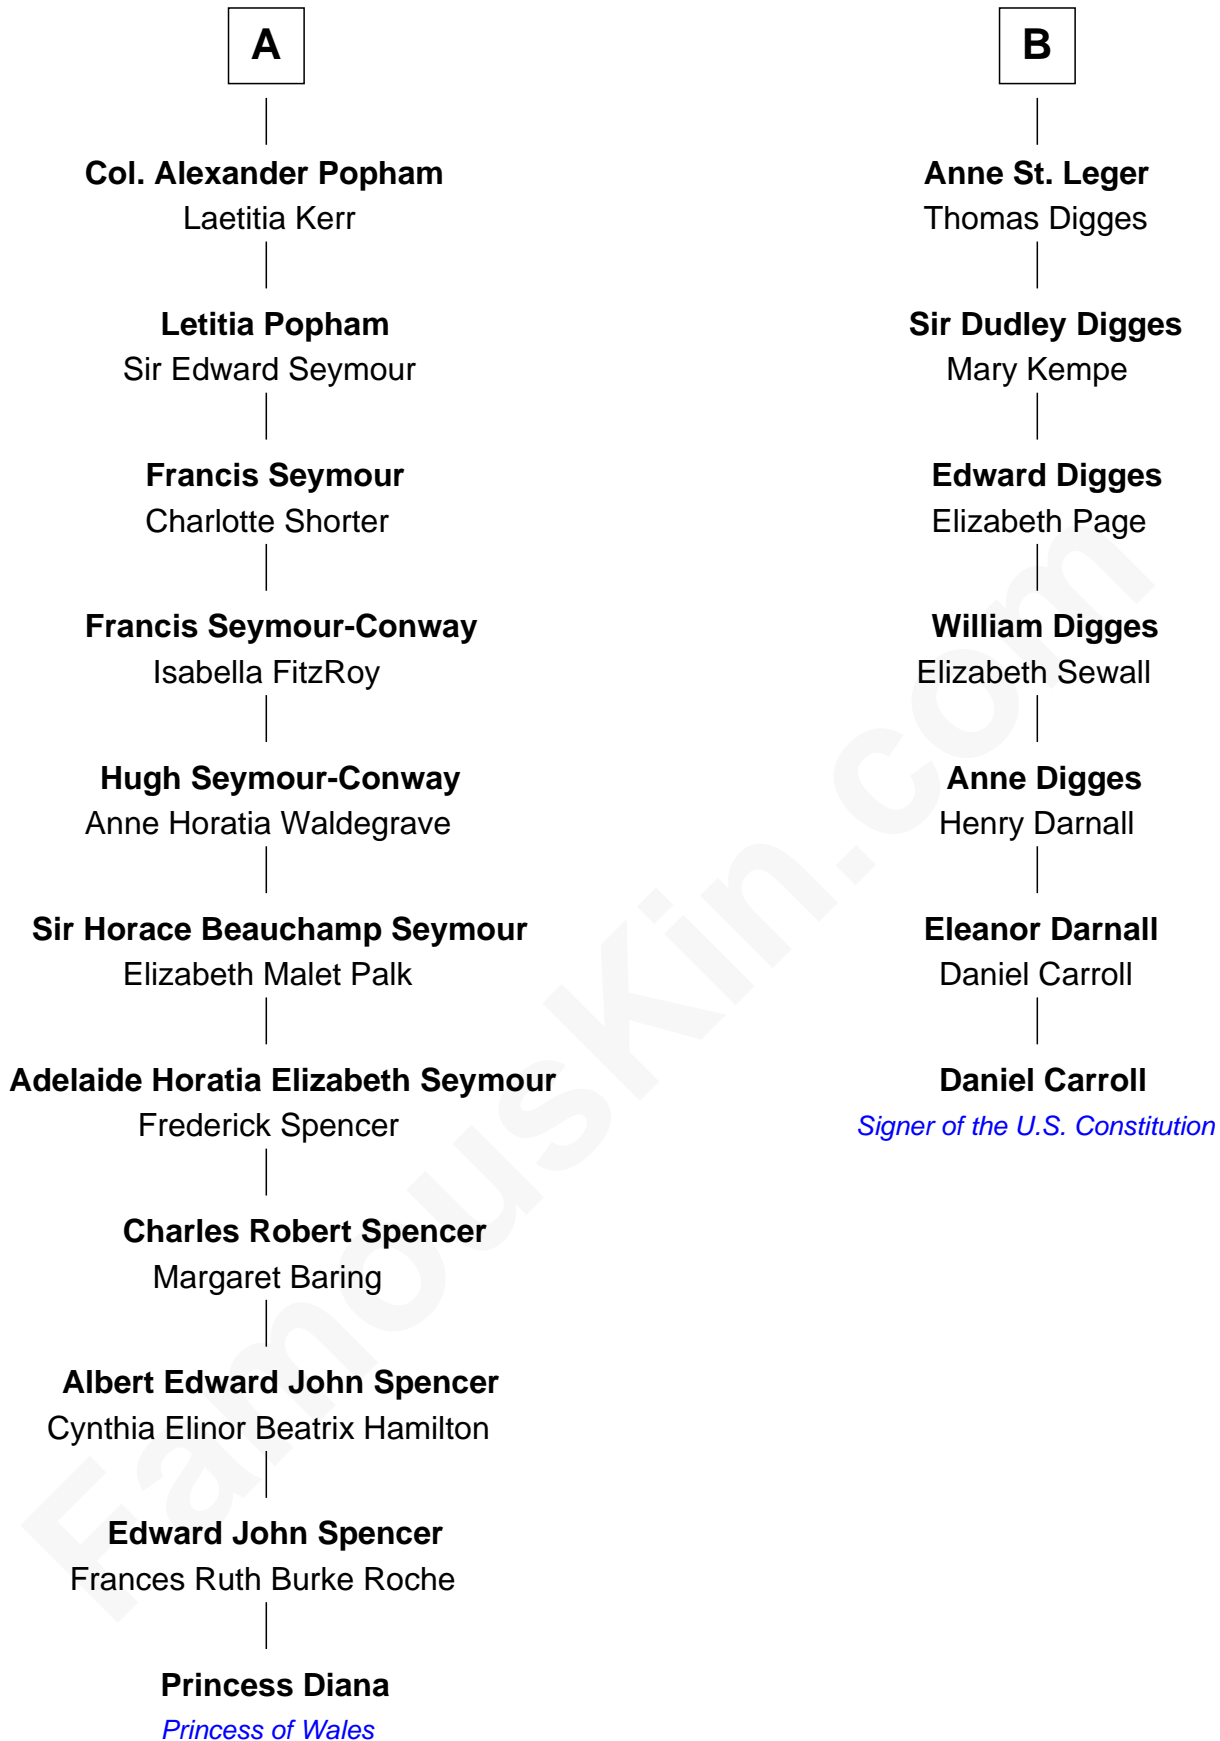 A
Col. Alexander Popham
Laetitia Kerr
Letitia Popham
Sir Edward Seymour
Francis Seymour
Charlotte Shorter
Francis Seymour-Conway
Isabella FitzRoy
Hugh Seymour-Conway
Anne Horatia Waldegrave
Sir Horace Beauchamp Seymour
Elizabeth Malet Palk
Adelaide Horatia Elizabeth Seymour
Frederick Spencer
Charles Robert Spencer
Margaret Baring
Albert Edward John Spencer
Cynthia Elinor Beatrix Hamilton
Edward John Spencer
Frances Ruth Burke Roche
Princess Diana
Princess of Wales
B
Anne St. Leger
Thomas Digges
Sir Dudley Digges
Mary Kempe
Edward Digges
Elizabeth Page
William Digges
Elizabeth Sewall
Anne Digges
Henry Darnall
Eleanor Darnall
Daniel Carroll
Daniel Carroll
Signer of the U.S. Constitution
FamousKin.com